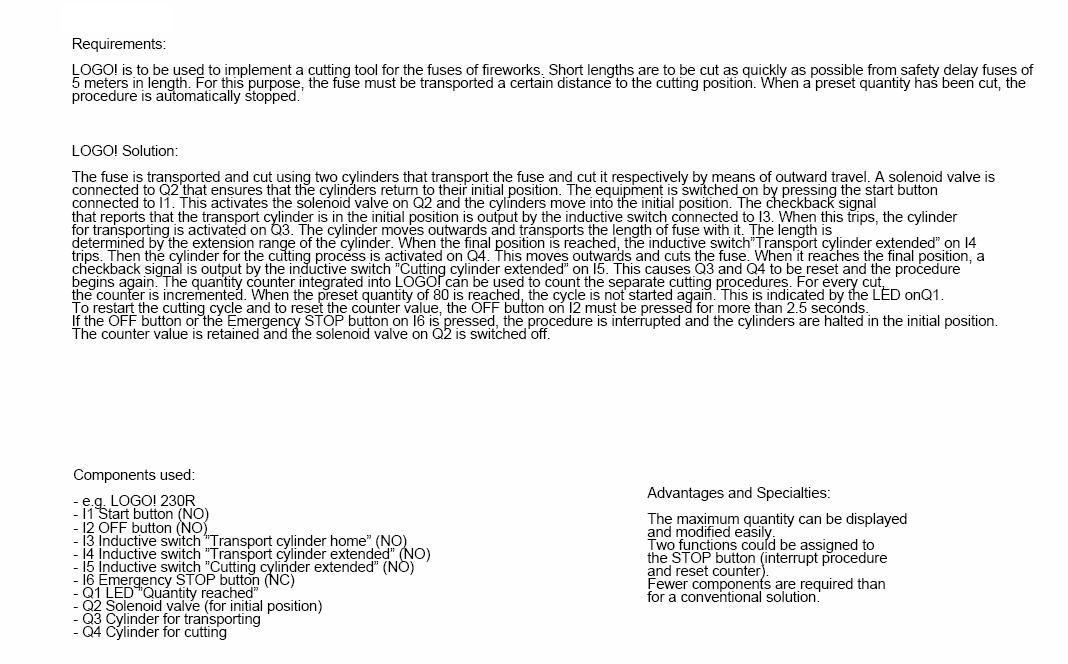 Requirements:
LOGO! is to be used to implement a cutting tool for the fuses of fireworks. Short lengths are to be cut as quickly as possible from safety delay fuses of
5 meters in length. For this purpose, the fuse must be transported a certain distance to the cutting position. When a preset quantity has been cut, the
procedure is automatically stopped.
LOGO! Solution:
The fuse is transported and cut using two cylinders that transport the fuse and cut it respectively by means of outward travel. A solenoid valve is
connected to Q2 that ensures that the cylinders return to their initial position. The equipment is switched on by pressing the start button
connected to I1. This activates the solenoid valve on Q2 and the cylinders move into the initial position. The checkback signal
that reports that the transport cylinder is in the initial position is output by the inductive switch connected to I3. When this trips, the cylinder
for transporting is activated on Q3. The cylinder moves outwards and transports the length of fuse with it. The length is
determined by the extension range of the cylinder. When the final position is reached, the inductive switch"Transport cylinder extended" on I4
trips. Then the cylinder for the cutting process is activated on Q4. This moves outwards and cuts the fuse. When it reaches the final position, a
checkback signal is output by the inductive switch "Cutting cylinder extended" on I5. This causes Q3 and Q4 to be reset and the procedure
begins again. The quantity counter integrated into LOGO! can be used to count the separate cutting procedures. For every cut,
the counter is incremented. When the preset quantity of 80 is reached, the cycle is not started again. This is indicated by the LED onQ1.
To restart the cutting cycle and to reset the counter value, the OFF button on I2 must be pressed for more than 2.5 seconds.
If the OFF button or the Emergency STOP button on I6 is pressed, the procedure is interrupted and the cylinders are halted in the initial position.
The counter value is retained and the solenoid valve on Q2 is switched off.
Components used:
- e.g. LOGO! 230R
- I1 Start button (NO)
- I2 OFF button (NO)
- I3 Inductive switch "Transport cylinder home" (NO)
- I4 Inductive switch "Transport cylinder extended" (NO)
- I5 Inductive switch "Cutting cylinder extended" (NO)
- I6 Emergency STOP button (NC)
- Q1 LED "Quantity reached"
- Q2 Solenoid valve (for initial position)
- Q3 Cylinder for transporting
- Q4 Cylinder for cutting
Advantages and Specialties:
The maximum quantity can be displayed
and modified easily.
Two functions could be assigned to
the STOP button (interrupt procedure
and reset counter).
Fewer components are required than
for a conventional solution.